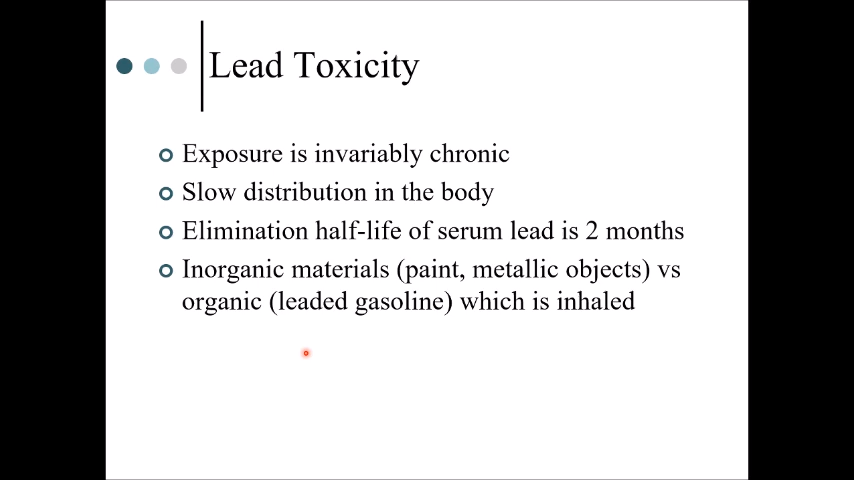 Lead Toxicity
Exposure is invariably chronic
Slow distribution in the body
Elimination half-life of serum lead is 2 months
Inorganic materials (paint, metallic objects) vs
organic (leaded gasoline) which is inhaled